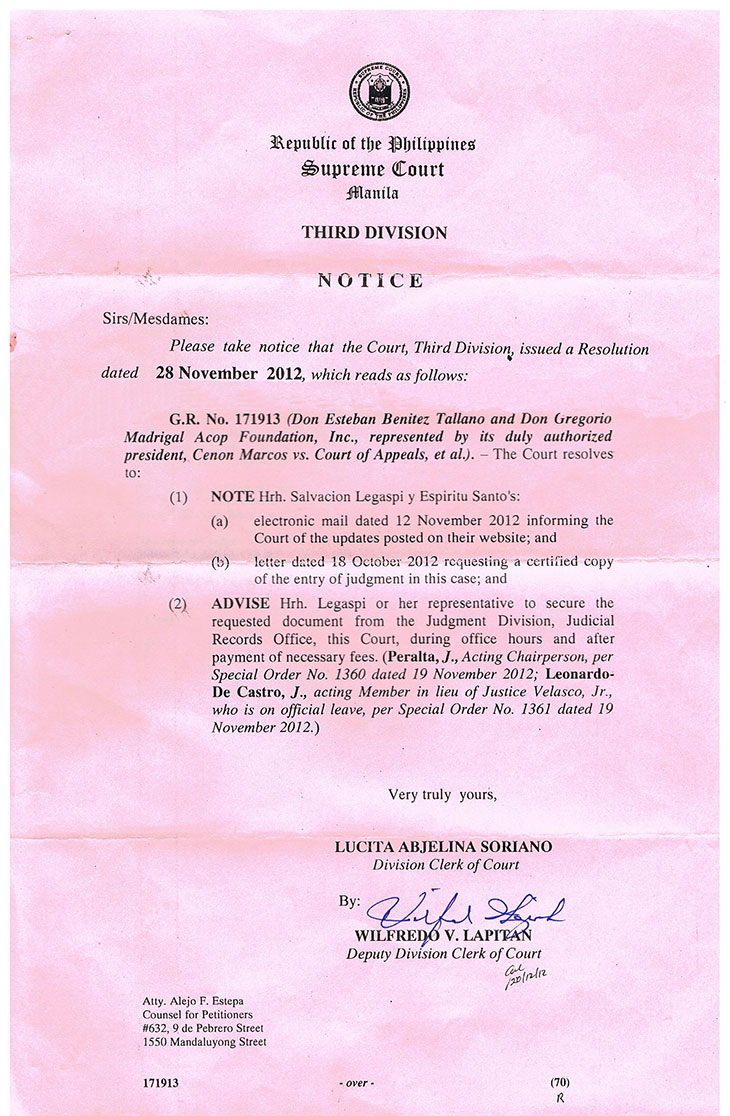 SUPREME COURT
REPUBLIC OF THE PHILIPPINES
Republic of the Philippines
Supreme Court
Manila
THIRD DIVISION
NOTICE
Sirs/Mesdames:
Please take notice that the Court, Third Division, issued a Resolution
dated 28 November 2012, which reads as follows:
G.R. No. 171913 (Don Esteban Benitez Tallano and Don Gregorio
Madrigal Acop Foundation, Inc., represented by its duly authorized
president, Cenon Marcos vs. Court of Appeals, et al.). – The Court resolves
to:
(1) NOTE Hrh. Salvacion Legaspi y Espiritu Santo's:
(a) electronic mail dated 12 November 2012 informing the
Court of the updates posted on their website; and
(b) letter dated 18 October 2012 requesting a certified copy
of the entry of judgment in this case; and
(2) ADVISE Hrh. Legaspi or her representative to secure the
requested document from the Judgment Division, Judicial
Records Office, this Court, during office hours and after
payment of necessary fees. (Peralta, J., Acting Chairperson, per
Special Order No. 1360 dated 19 November 2012; Leonardo-
De Castro, J., acting Member in lieu of Justice Velasco, Jr.,
who is on official leave, per Special Order No. 1361 dated 19
November 2012.)
Very truly yours,
LUCITA ABJELINA SORIANO
Division Clerk of Court
By:
WILFREDO V. LAPITAN
Deputy Division Clerk of Court
Atty. Alejo F. Estepa
Counsel for Petitioners
#632, 9 de Pebrero Street
1550 Mandaluyong Street
171913 - over - (70)
R